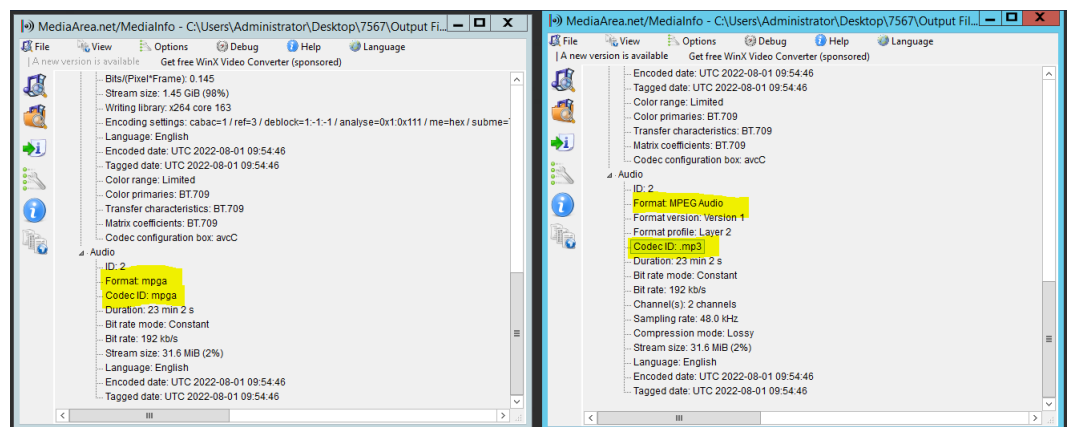 MediaArea.net/MediaInfo - C:\Users\Administrator\Desktop\7567\Output Fi...
File View Options Debug Help Language
| A new version is available Get free WinX Video Converter (sponsored)
Bits/(Pixel*Frame): 0.145
Stream size: 1.45 GiB (98%)
Writing library: x264 core 163
Encoding settings: cabac=1 / ref=3 / deblock=1:-1:-1 / analyse=0x1:0x111 / me=hex / subme=
Language: English
Encoded date: UTC 2022-08-01 09:54:46
Tagged date: UTC 2022-08-01 09:54:46
Color range: Limited
Color primaries: BT.709
Transfer characteristics: BT.709
Matrix coefficients: BT.709
Codec configuration box: avcC
Audio
ID: 2
Format: mpga
Codec ID: mpga
Duration: 23 min 2 s
Bit rate mode: Constant
Bit rate: 192 kb/s
Stream size: 31.6 MiB (2%)
Language: English
Encoded date: UTC 2022-08-01 09:54:46
Tagged date: UTC 2022-08-01 09:54:46
MediaArea.net/MediaInfo - C:\Users\Administrator\Desktop\7567\Output Fil...
File View Options Debug Help Language
| A new version is available Get free WinX Video Converter (sponsored)
Encoded date: UTC 2022-08-01 09:54:46
Tagged date: UTC 2022-08-01 09:54:46
Color range: Limited
Color primaries: BT.709
Transfer characteristics: BT.709
Matrix coefficients: BT.709
Codec configuration box: avcC
Audio
ID: 2
Format: MPEG Audio
Format version: Version 1
Format profile: Layer 2
Codec ID: .mp3
Duration: 23 min 2 s
Bit rate mode: Constant
Bit rate: 192 kb/s
Channel(s): 2 channels
Sampling rate: 48.0 kHz
Compression mode: Lossy
Stream size: 31.6 MiB (2%)
Language: English
Encoded date: UTC 2022-08-01 09:54:46
Tagged date: UTC 2022-08-01 09:54:46